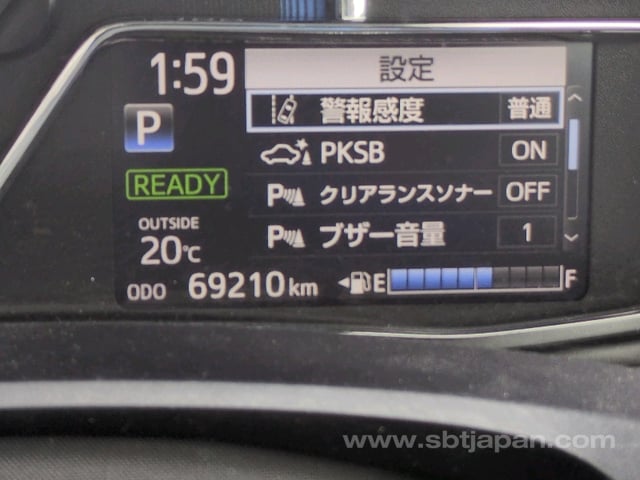 1:59
設定
警報感度 普通
P
PKSB ON
READY
P クリアランスソナー OFF
OUTSIDE
20℃
P ブザー音量 1
ODO 69210 km
E F
www.sbtjapan.com